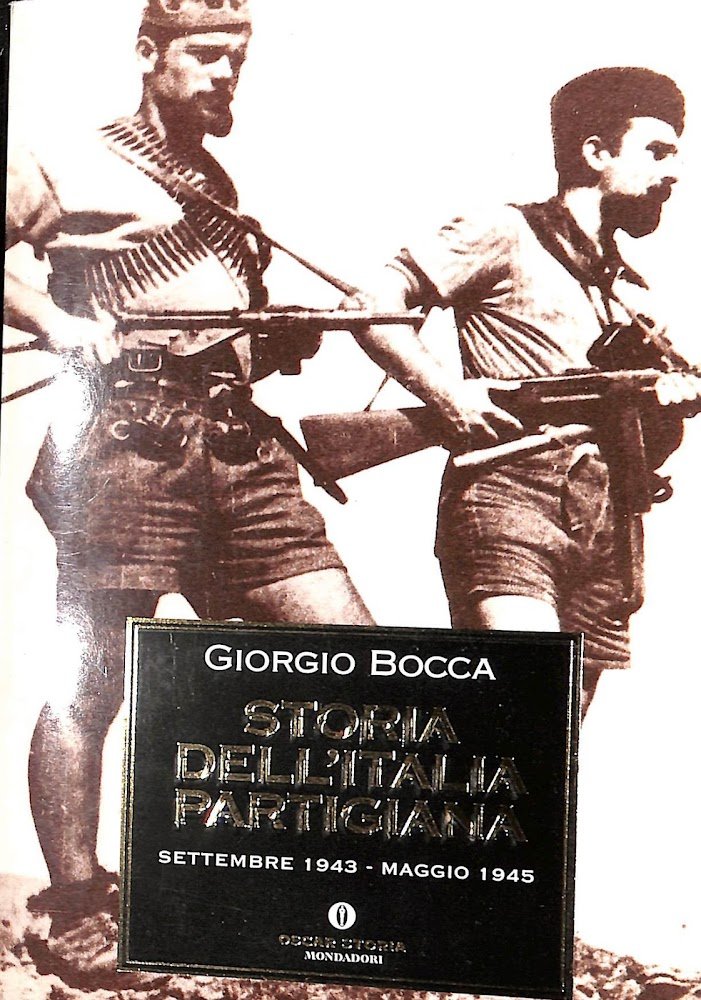 GIORGIO BOCCA
STORIA
DELL'ITALIA
PARTIGIANA
SETTEMBRE 1943 - MAGGIO 1945
OSCAR STORIA
MONDADORI